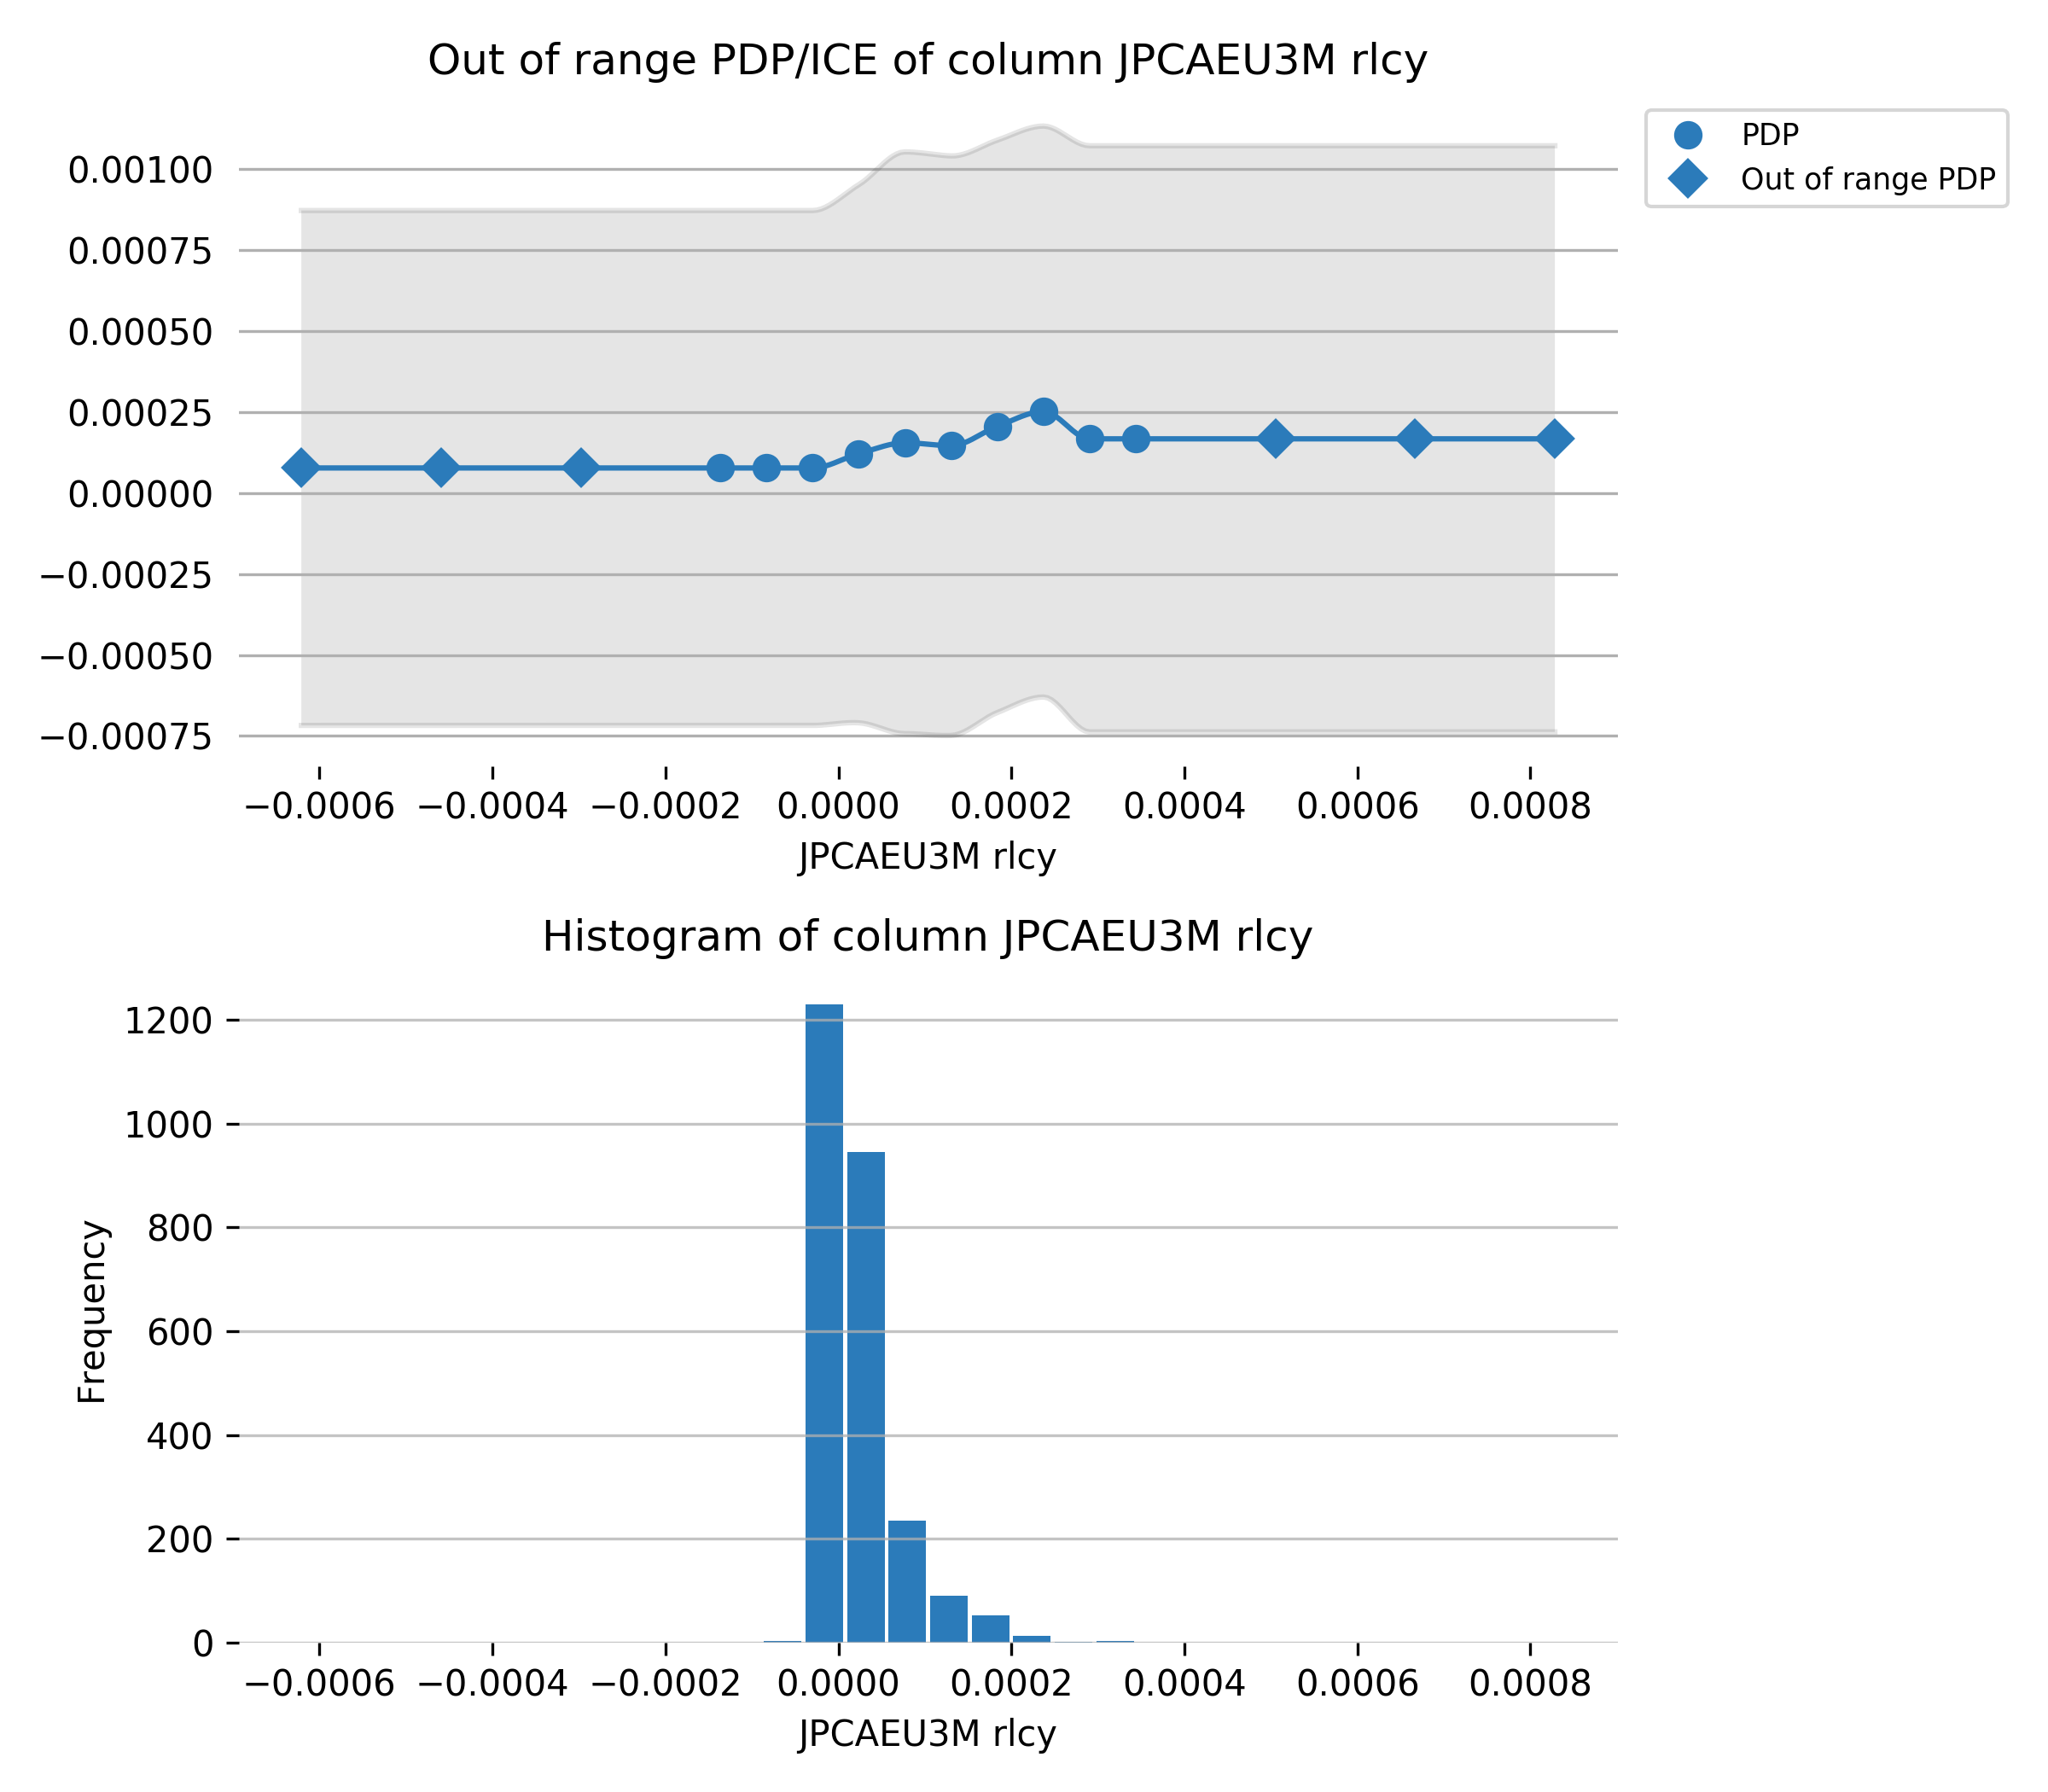 Out of range PDP/ICE of column JPCAEU3M rlcy
PDP
Out of range PDP
0.00100
0.00075
0.00050
0.00025
0.00000
−0.00025
−0.00050
−0.00075
−0.0006 −0.0004 −0.0002 0.0000 0.0002 0.0004 0.0006 0.0008
JPCAEU3M rlcy
Histogram of column JPCAEU3M rlcy
Frequency
1200
1000
800
600
400
200
0
−0.0006 −0.0004 −0.0002 0.0000 0.0002 0.0004 0.0006 0.0008
JPCAEU3M rlcy